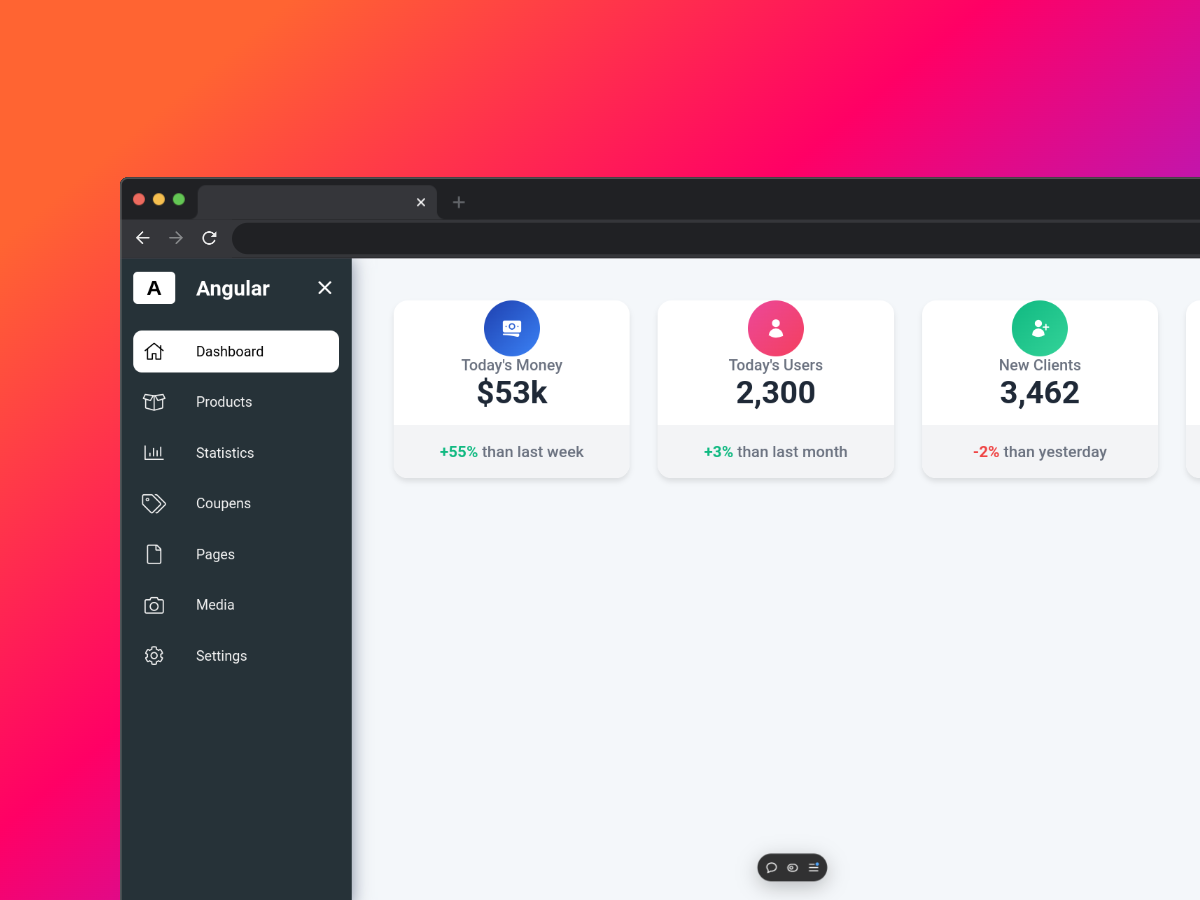 A Angular
Dashboard
Products
Statistics
Coupens
Pages
Media
Settings
Today's Money
$53k
+55% than last week
Today's Users
2,300
+3% than last month
New Clients
3,462
-2% than yesterday